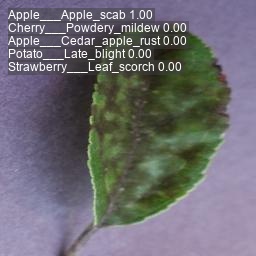 Apple___Apple_scab 1.00
Cherry___Powdery_mildew 0.00
Apple___Cedar_apple_rust 0.00
Potato___Late_blight 0.00
Strawberry___Leaf_scorch 0.00